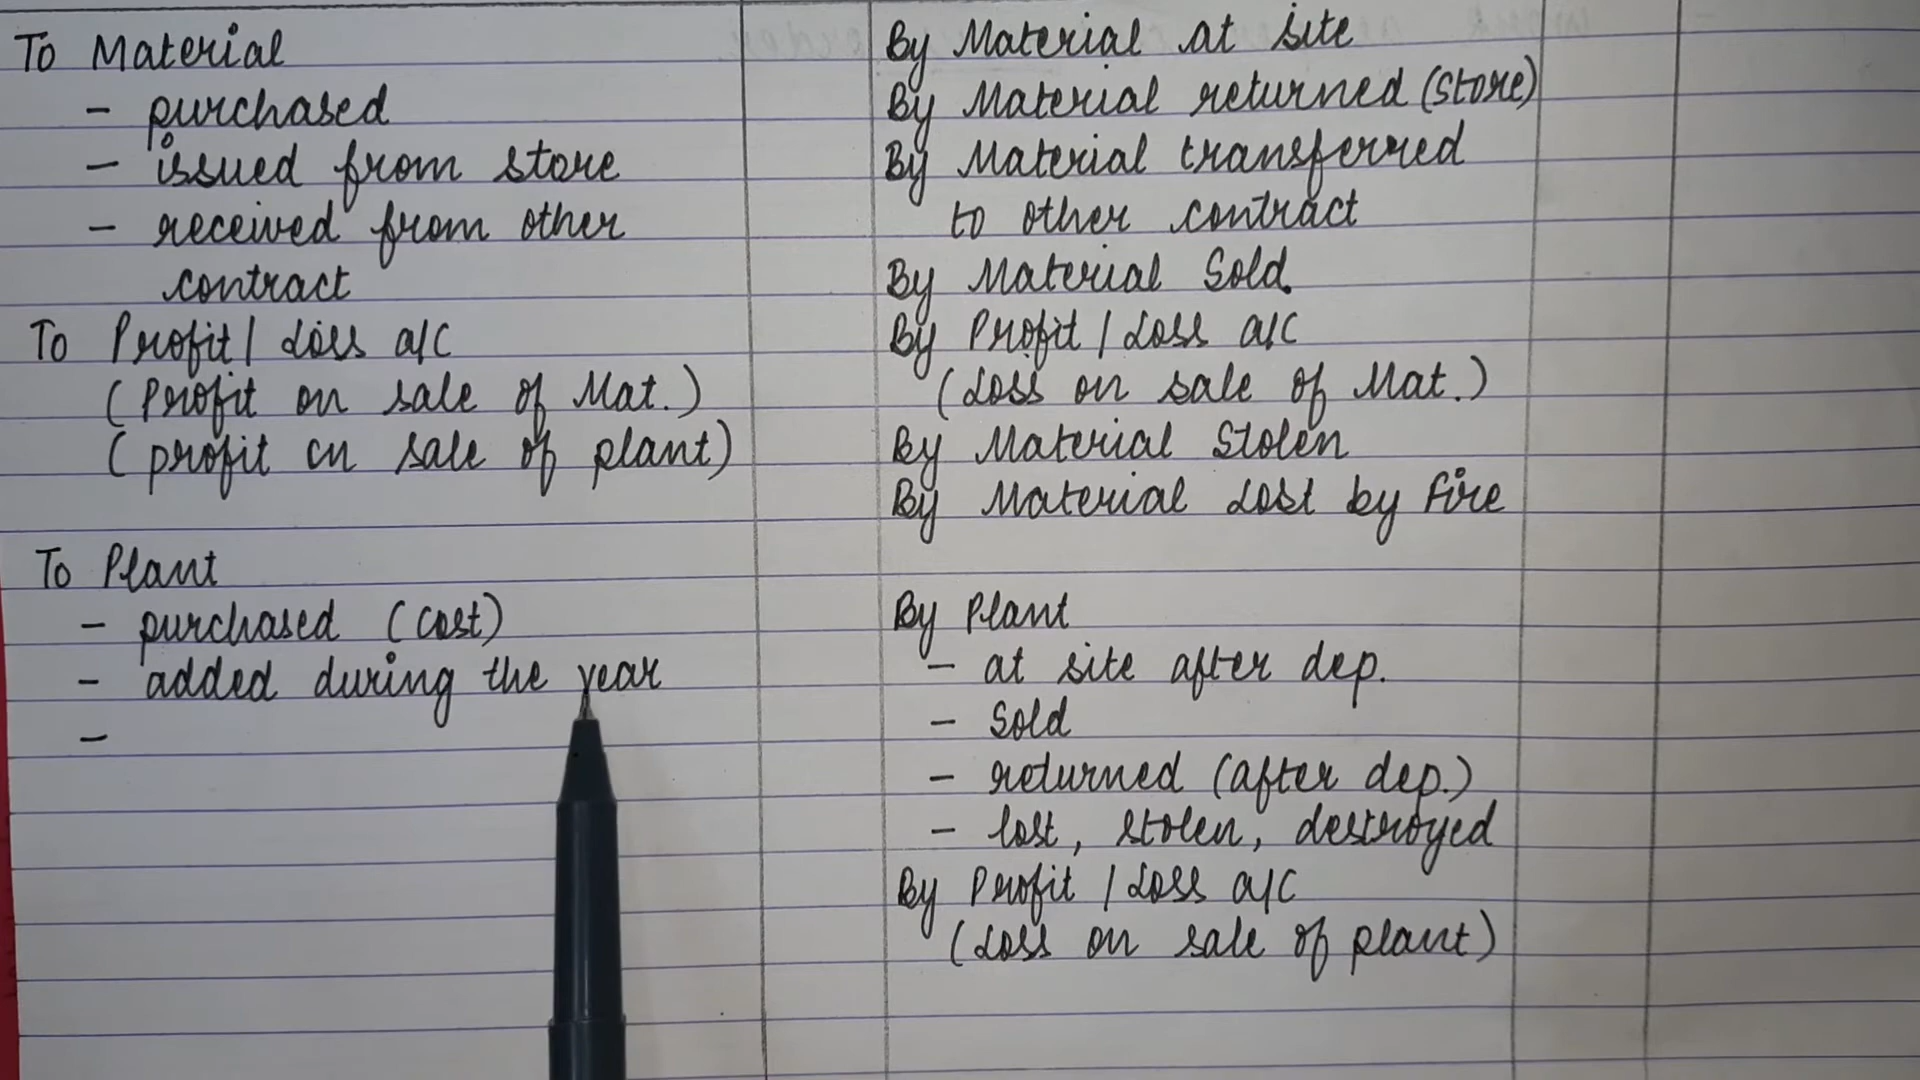 To Material
- purchased
- issued from store
- received from other
contract
To Profit / Loss a/c
(Profit on sale of Mat.)
(profit on sale of plant)
To Plant
- purchased (cost)
- added during the year
-
By Material at site
By Material returned (store)
By Material transferred
to other contract
By Material Sold.
By Profit / Loss a/c
(Loss on sale of Mat.)
By Material Stolen
By Material Lost by fire
By Plant
- at site after dep.
- Sold
- returned (after dep.)
- lost, stolen, destroyed
By Profit / Loss a/c
(Loss on sale of plant)